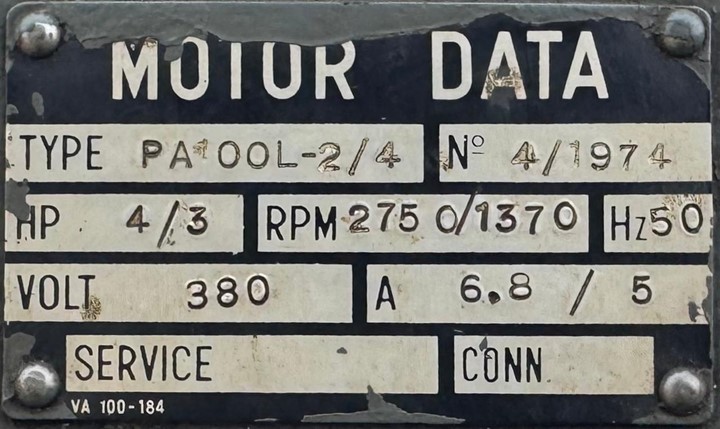 MOTOR DATA
TYPE PA100L-2/4 Nº 4/1974
HP 4/3 RPM 2750/1370 Hz 50
VOLT 380 A 6.8 / 5
SERVICE CONN
VA 100-184